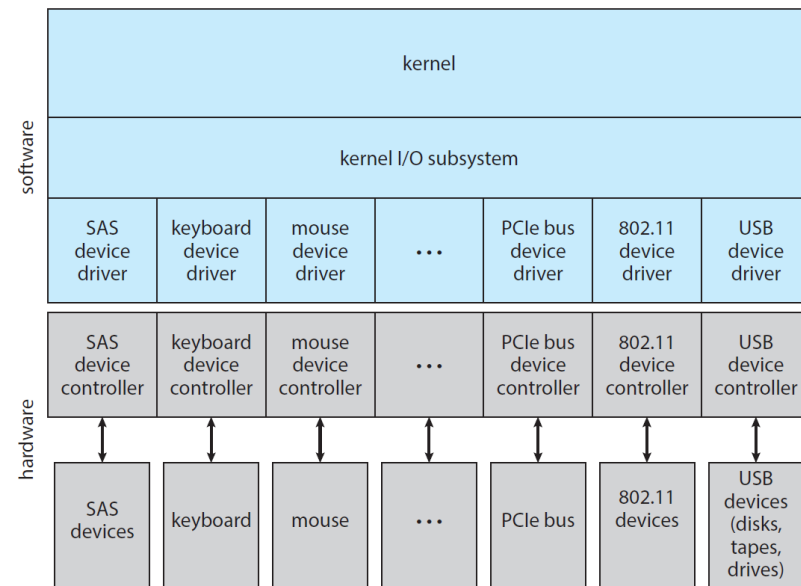 kernel
software
kernel I/O subsystem
SAS
device
driver
keyboard
device
driver
mouse
device
driver
...
PCIe bus
device
driver
802.11
device
driver
USB
device
driver
hardware
SAS
device
controller
keyboard
device
controller
mouse
device
controller
...
PCIe bus
device
controller
802.11
device
controller
USB
device
controller
SAS
devices
keyboard
mouse
...
PCIe bus
802.11
devices
USB
devices
(disks,
tapes,
drives)